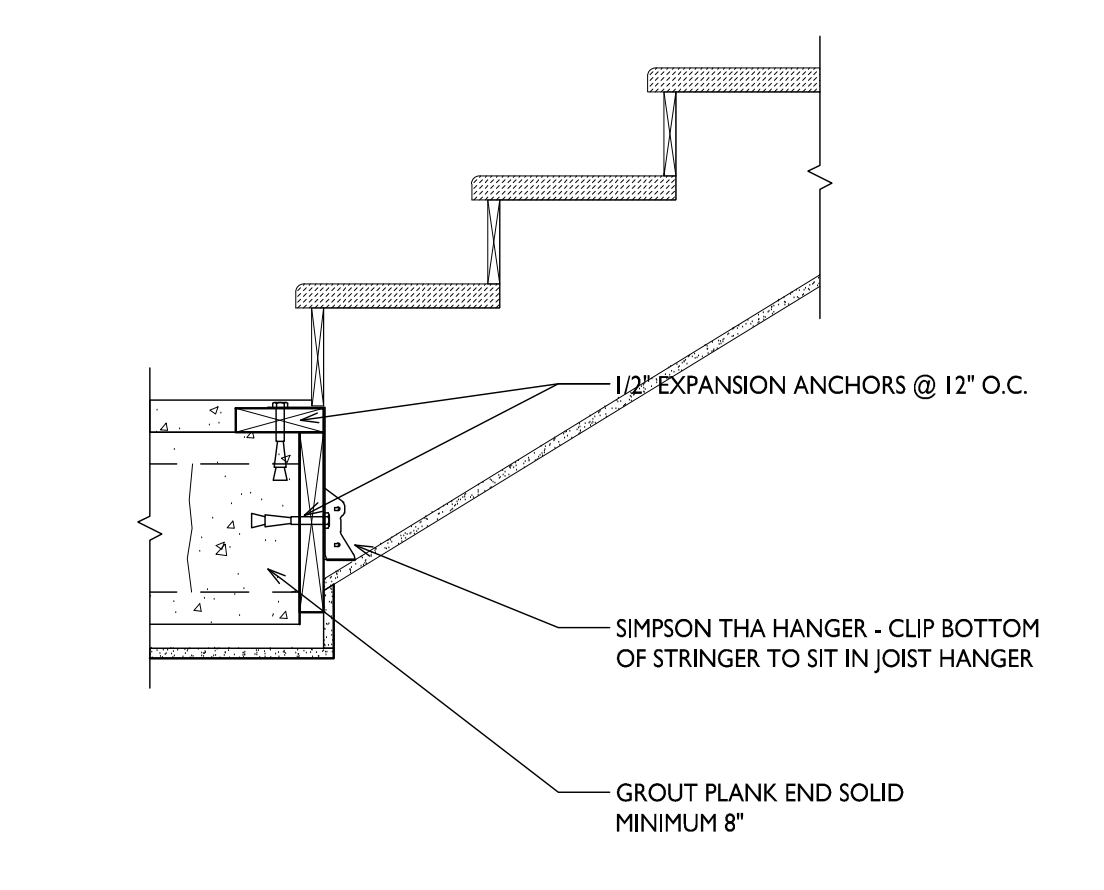 1/2" EXPANSION ANCHORS @ 12" O.C.
SIMPSON THA HANGER - CLIP BOTTOM
OF STRINGER TO SIT IN JOIST HANGER
GROUT PLANK END SOLID
MINIMUM 8"